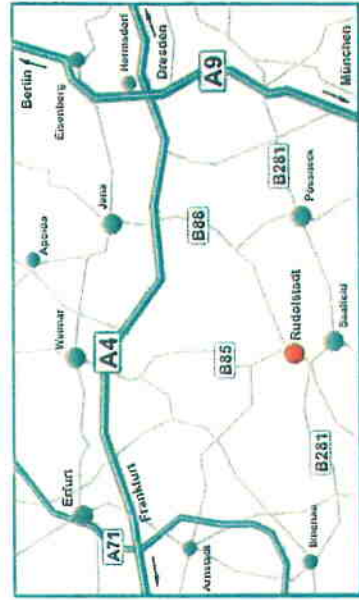 Berlin
Eisenberg
Hermsdorf
Dresden
A9
München
Apolda
Jena
B88
B281
Pössneck
Weimar
A4
B85
Rudolstadt
Saalfeld
Erfurt
A71
Frankfurt
Arnstadt
B281
Ilmenau